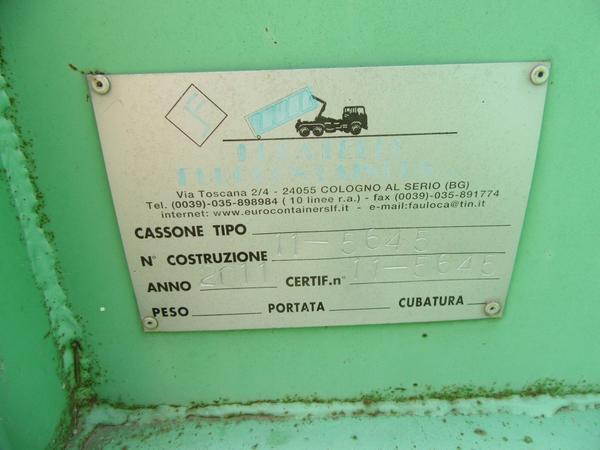 Via Toscana 2/4 - 24055 COLOGNO AL SERIO (BG)
Tel. (0039)-035-898984 ( 10 linee r.a.) - fax (0039)-035-891774
internet: www.eurocontainerslf.it - e-mail:fauloca@tin.it
CASSONE TIPO
N° COSTRUZIONE 11-5645
ANNO 2011 CERTIF.n° 11-5645
PESO PORTATA CUBATURA